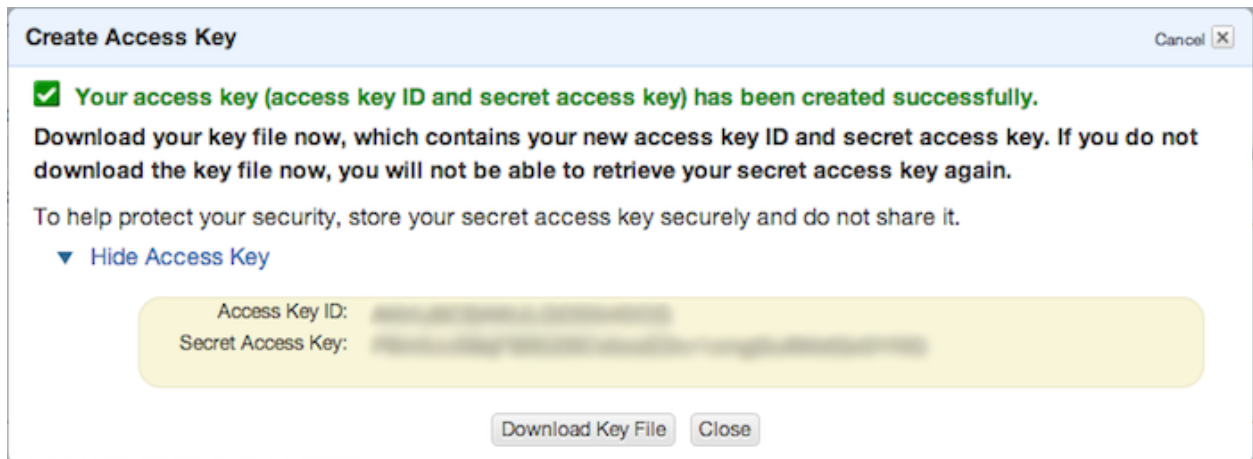 Create Access Key
Cancel
Your access key (access key ID and secret access key) has been created successfully.
Download your key file now, which contains your new access key ID and secret access key. If you do not
download the key file now, you will not be able to retrieve your secret access key again.
To help protect your security, store your secret access key securely and do not share it.
Hide Access Key
Access Key ID:
Secret Access Key:
Download Key File
Close